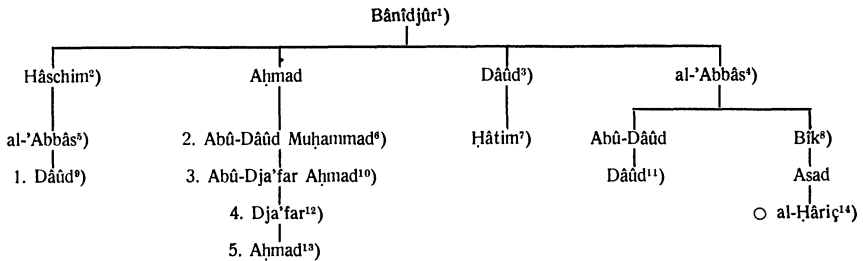 Bânîdjûr¹)
Hâschim²) Aḥmad Dâûd³) al-'Abbâs⁴)
al-'Abbâs⁵) 2. Abû-Dâûd Muḥammad⁶) Ḥâtim⁷) Abû-Dâûd Bîk⁸)
1. Dâûd⁹) 3. Abû-Dja'far Aḥmad¹⁰) Dâûd¹¹) Asad
4. Dja'far¹²) ○ al-Ḥâriç¹⁴)
5. Aḥmad¹³)